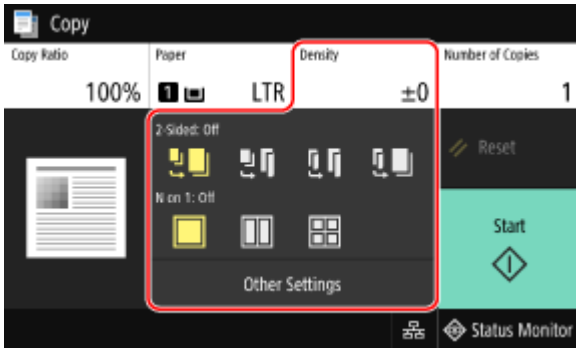 Copy
Copy Ratio
Paper
Density
Number of Copies
100%
1 LTR
±0
1
2-Sided: Off
N on 1: Off
Other Settings
Reset
Start
Status Monitor